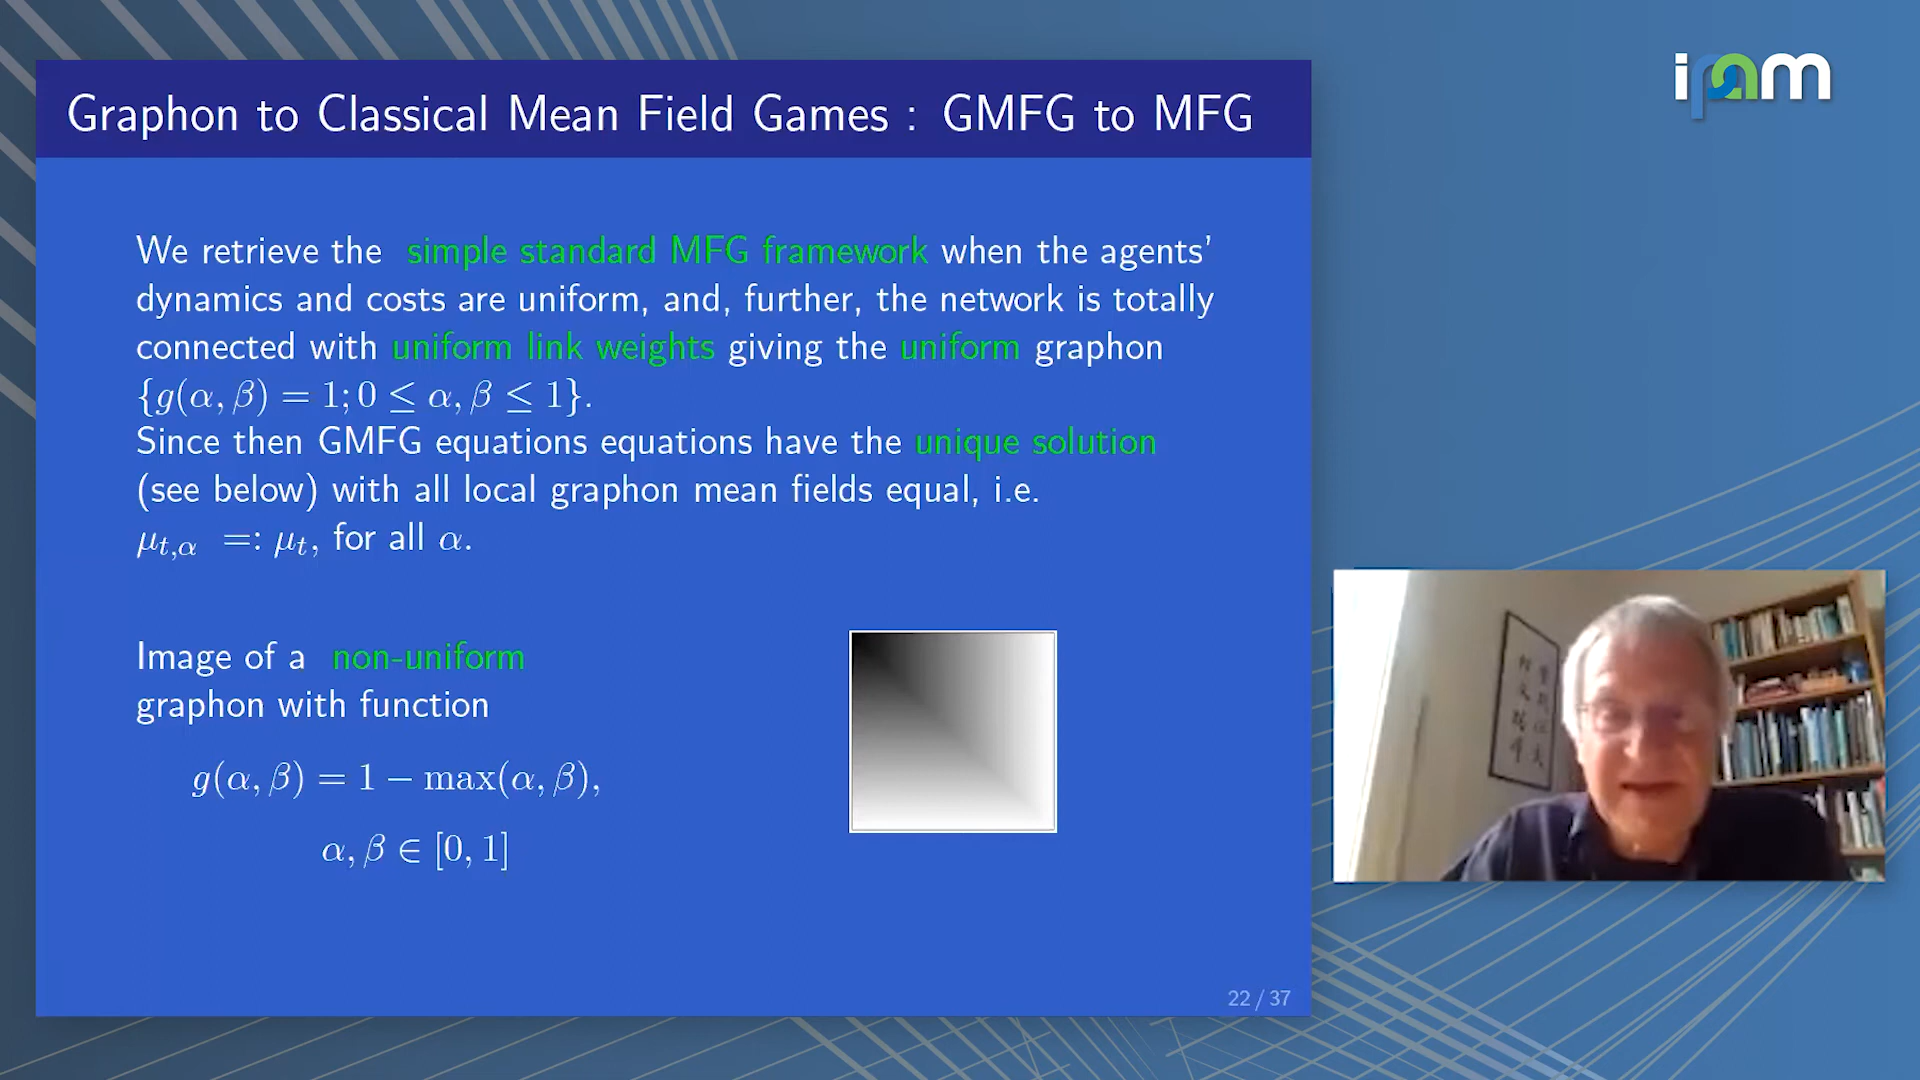 ipam
Graphon to Classical Mean Field Games : GMFG to MFG
We retrieve the simple standard MFG framework when the agents'
dynamics and costs are uniform, and, further, the network is totally
connected with uniform link weights giving the uniform graphon
{g(α, β) = 1; 0 ≤ α, β ≤ 1}.
Since then GMFG equations equations have the unique solution
(see below) with all local graphon mean fields equal, i.e.
μ_{t,α} =: μ_t, for all α.
Image of a non-uniform
graphon with function
g(α, β) = 1 − max(α, β),
α, β ∈ [0, 1]
22 / 37